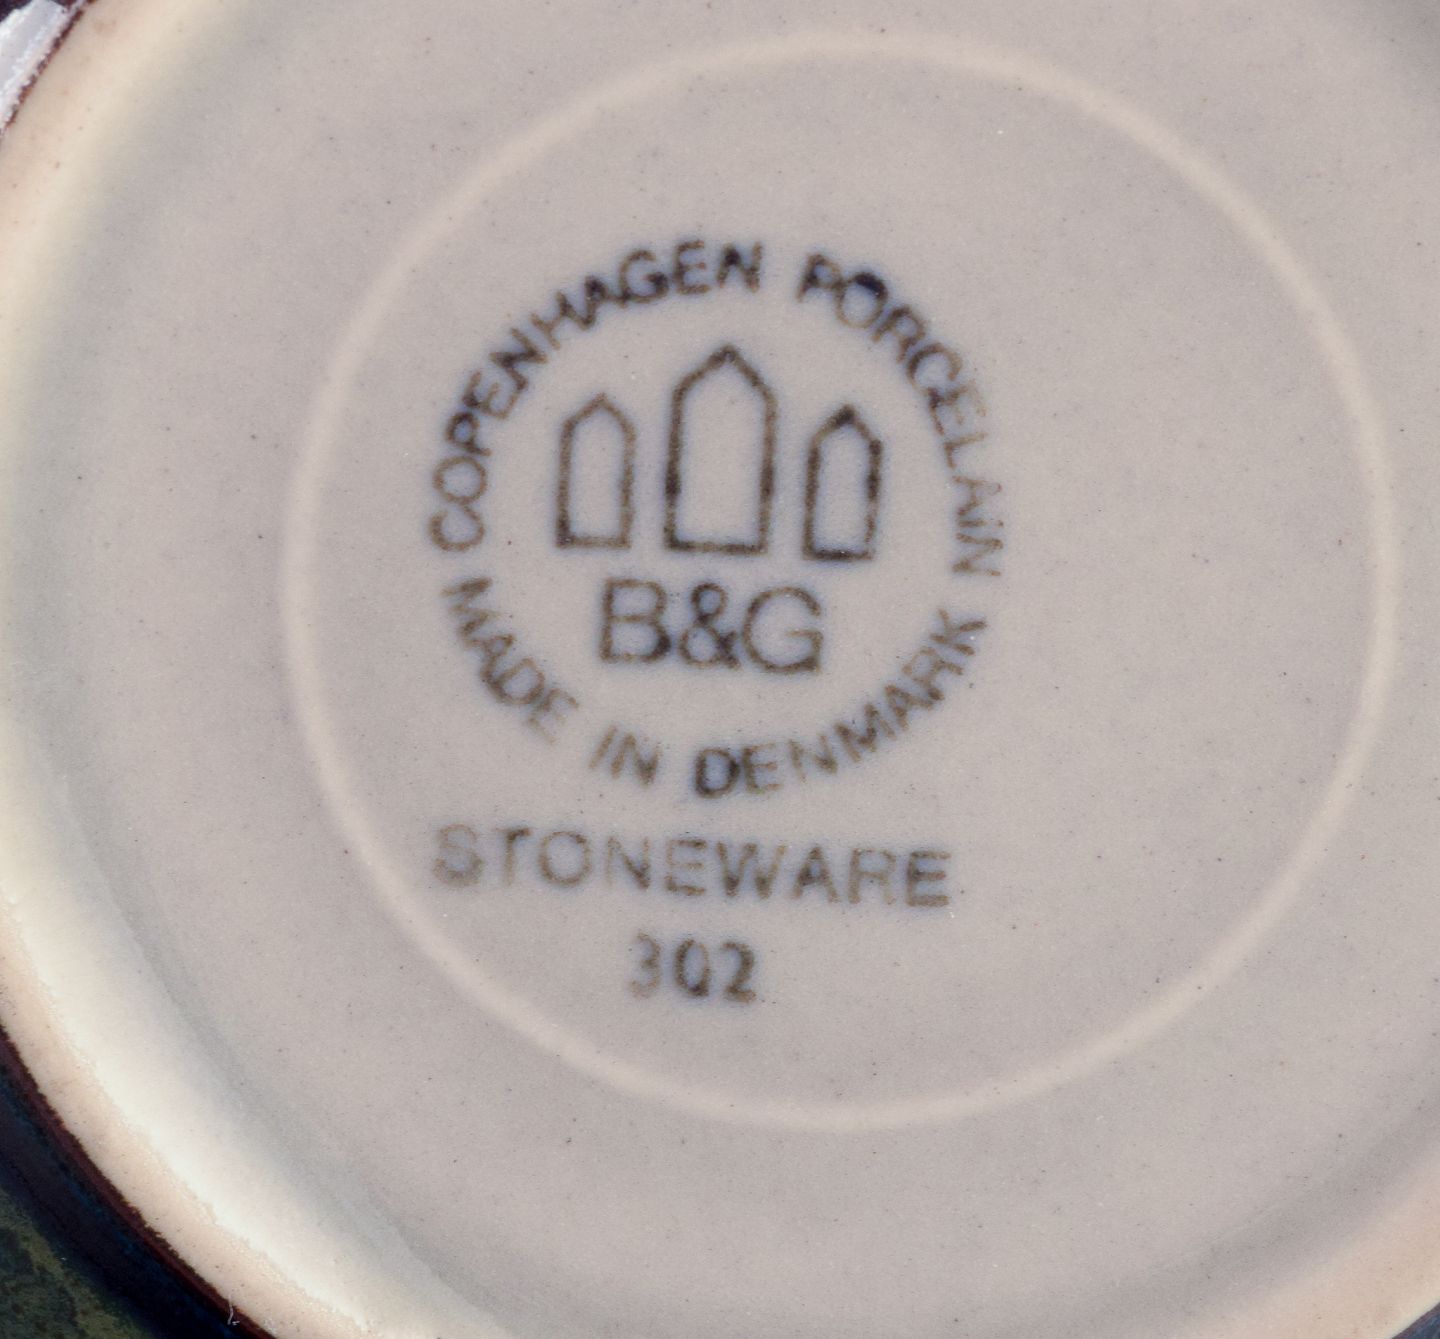 COPENHAGEN PORCELAIN
B&G
MADE IN DENMARK
STONEWARE
302